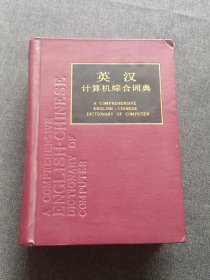 英汉
计算机综合词典
A COMPREHENSIVE
ENGLISH-CHINESE
DICTIONARY OF COMPUTER
A COMPREHENSIVE
ENGLISH-CHINESE
DICTIONARY OF
COMPUTER